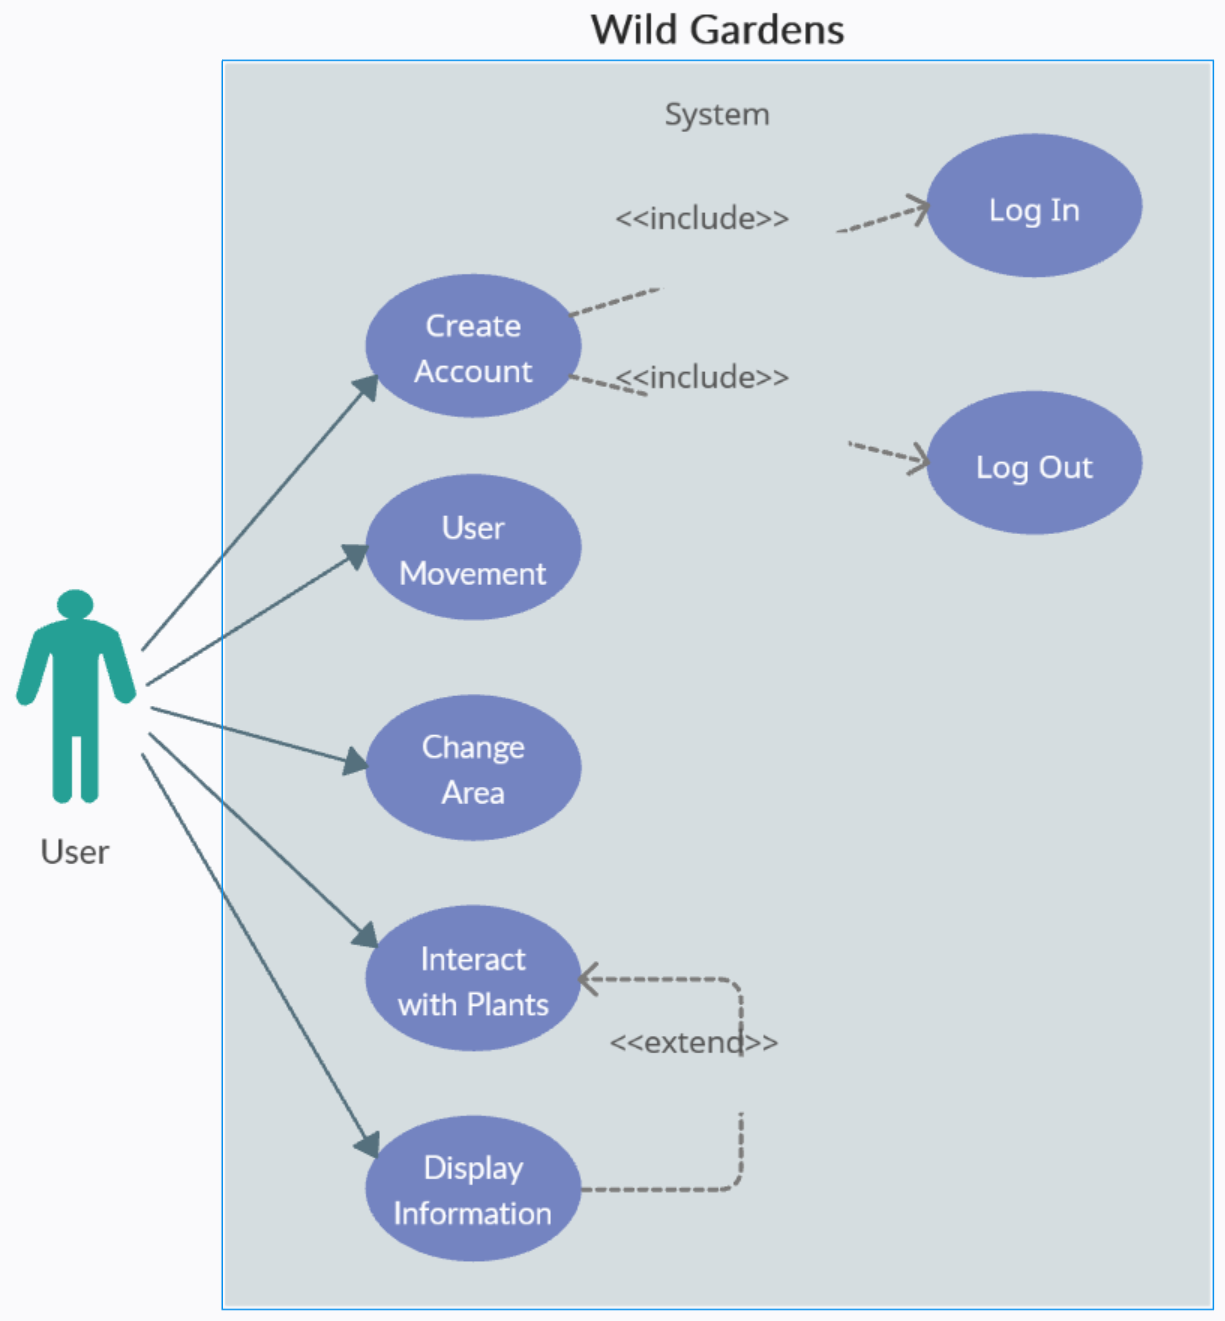 Wild Gardens
System
<<include>>
Log In
Create
Account
<<include>>
Log Out
User
Movement
Change
Area
User
Interact
with Plants
<<extend>>
Display
Information